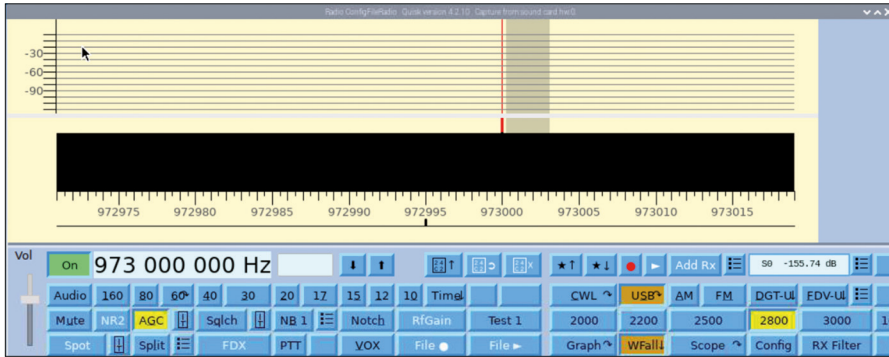 Radio ConfigFileRadio Quisk version 4.2.10 Capture from sound card hw:0
-30
-60
-90
972975 972980 972985 972990 972995 973000 973005 973010 973015
Vol
On 973 000 000 Hz ⬇ ⬆ ★↑ ★↓ ● ► Add Rx S0 -155.74 dB
Audio 160 80 60 40 30 20 17 15 12 10 Time CWL USB AM FM DGT-U FDV-U
Mute NR2 AGC Sqlch NB 1 Notch RfGain Test 1 2000 2200 2500 2800 3000
Spot Split FDX PTT VOX File ● File ► Graph WFall Scope Config RX Filter